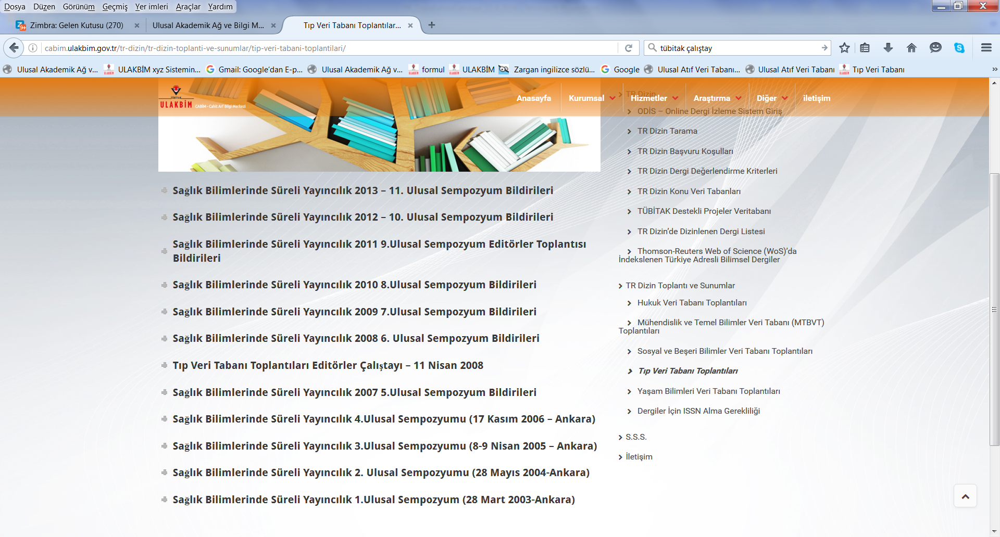 Dosya Düzen Görünüm Geçmiş Yer imleri Araçlar Yardım
Zimbra: Gelen Kutusu (270) Ulusal Akademik Ağ ve Bilgi M... Tıp Veri Tabanı Toplantılar...
cabim.ulakbim.gov.tr/tr-dizin/tr-dizin-toplanti-ve-sunumlar/tip-veri-tabani-toplantilari/ tübitak çalıştay
Ulusal Akademik Ağ v... ULAKBİM xyz Sistemin... Gmail: Google'dan E-p... Ulusal Akademik Ağ v... formul ULAKBİM Zargan ingilizce sözlü... Google Ulusal Atıf Veri Tabanı... Ulusal Atıf Veri Tabanı Tıp Veri Tabanı
TÜBİTAK
ULAKBİM CABİM - Cahit Arf Bilgi Merkezi
Anasayfa Kurumsal Hizmetler Araştırma Diğer iletişim
Sağlık Bilimlerinde Süreli Yayıncılık 2013 – 11. Ulusal Sempozyum Bildirileri
Sağlık Bilimlerinde Süreli Yayıncılık 2012 – 10. Ulusal Sempozyum Bildirileri
Sağlık Bilimlerinde Süreli Yayıncılık 2011 9.Ulusal Sempozyum Editörler Toplantısı
Bildirileri
Sağlık Bilimlerinde Süreli Yayıncılık 2010 8.Ulusal Sempozyum Bildirileri
Sağlık Bilimlerinde Süreli Yayıncılık 2009 7.Ulusal Sempozyum Bildirileri
Sağlık Bilimlerinde Süreli Yayıncılık 2008 6. Ulusal Sempozyum Bildirileri
Tıp Veri Tabanı Toplantıları Editörler Çalıştayı – 11 Nisan 2008
Sağlık Bilimlerinde Süreli Yayıncılık 2007 5.Ulusal Sempozyum Bildirileri
Sağlık Bilimlerinde Süreli Yayıncılık 4.Ulusal Sempozyumu (17 Kasım 2006 – Ankara)
Sağlık Bilimlerinde Süreli Yayıncılık 3.Ulusal Sempozyumu (8-9 Nisan 2005 – Ankara)
Sağlık Bilimlerinde Süreli Yayıncılık 2. Ulusal Sempozyumu (28 Mayıs 2004-Ankara)
Sağlık Bilimlerinde Süreli Yayıncılık 1.Ulusal Sempozyum (28 Mart 2003-Ankara)
TR Dizin
ODİS – Online Dergi İzleme Sistem Giriş
TR Dizin Tarama
TR Dizin Başvuru Koşulları
TR Dizin Dergi Değerlendirme Kriterleri
TR Dizin Konu Veri Tabanları
TÜBİTAK Destekli Projeler Veritabanı
TR Dizin'de Dizinlenen Dergi Listesi
Thomson-Reuters Web of Science (WoS)'da
İndekslenen Türkiye Adresli Bilimsel Dergiler
TR Dizin Toplantı ve Sunumlar
Hukuk Veri Tabanı Toplantıları
Mühendislik ve Temel Bilimler Veri Tabanı (MTBVT)
Toplantıları
Sosyal ve Beşeri Bilimler Veri Tabanı Toplantıları
Tıp Veri Tabanı Toplantıları
Yaşam Bilimleri Veri Tabanı Toplantıları
Dergiler İçin ISSN Alma Gerekliliği
S.S.S.
İletişim